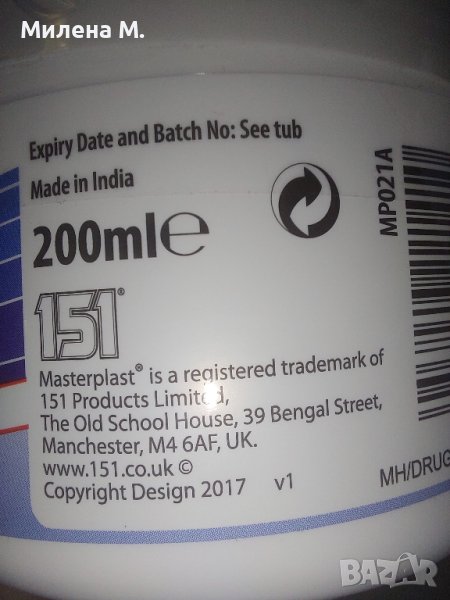 Милена М.
Expiry Date and Batch No: See tub
Made in India
200ml℮
MP021A
151®
Masterplast® is a registered trademark of
151 Products Limited,
The Old School House, 39 Bengal Street,
Manchester, M4 6AF, UK.
www.151.co.uk ©
Copyright Design 2017 v1
MH/DRUG
BAZAR